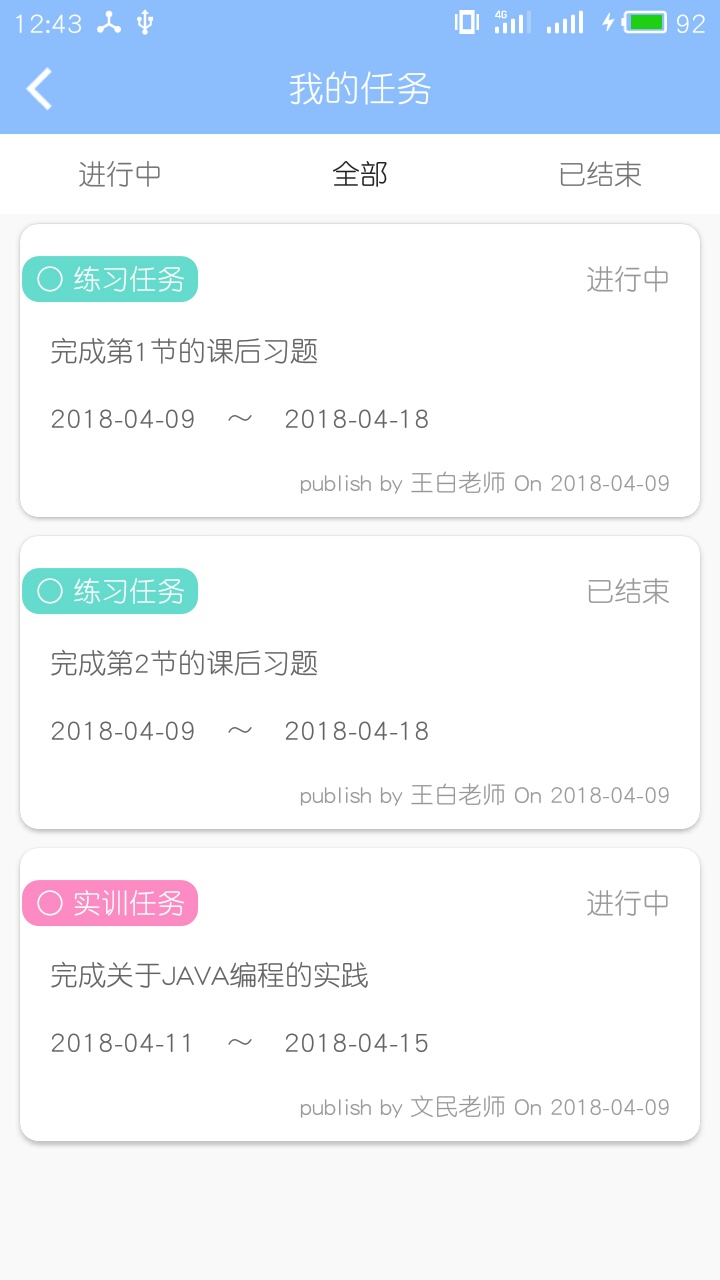 12:43 4G 92
我的任务
进行中 全部 已结束
练习任务 进行中
完成第1节的课后习题
2018-04-09 ～ 2018-04-18
publish by 王白老师 On 2018-04-09
练习任务 已结束
完成第2节的课后习题
2018-04-09 ～ 2018-04-18
publish by 王白老师 On 2018-04-09
实训任务 进行中
完成关于JAVA编程的实践
2018-04-11 ～ 2018-04-15
publish by 文民老师 On 2018-04-09